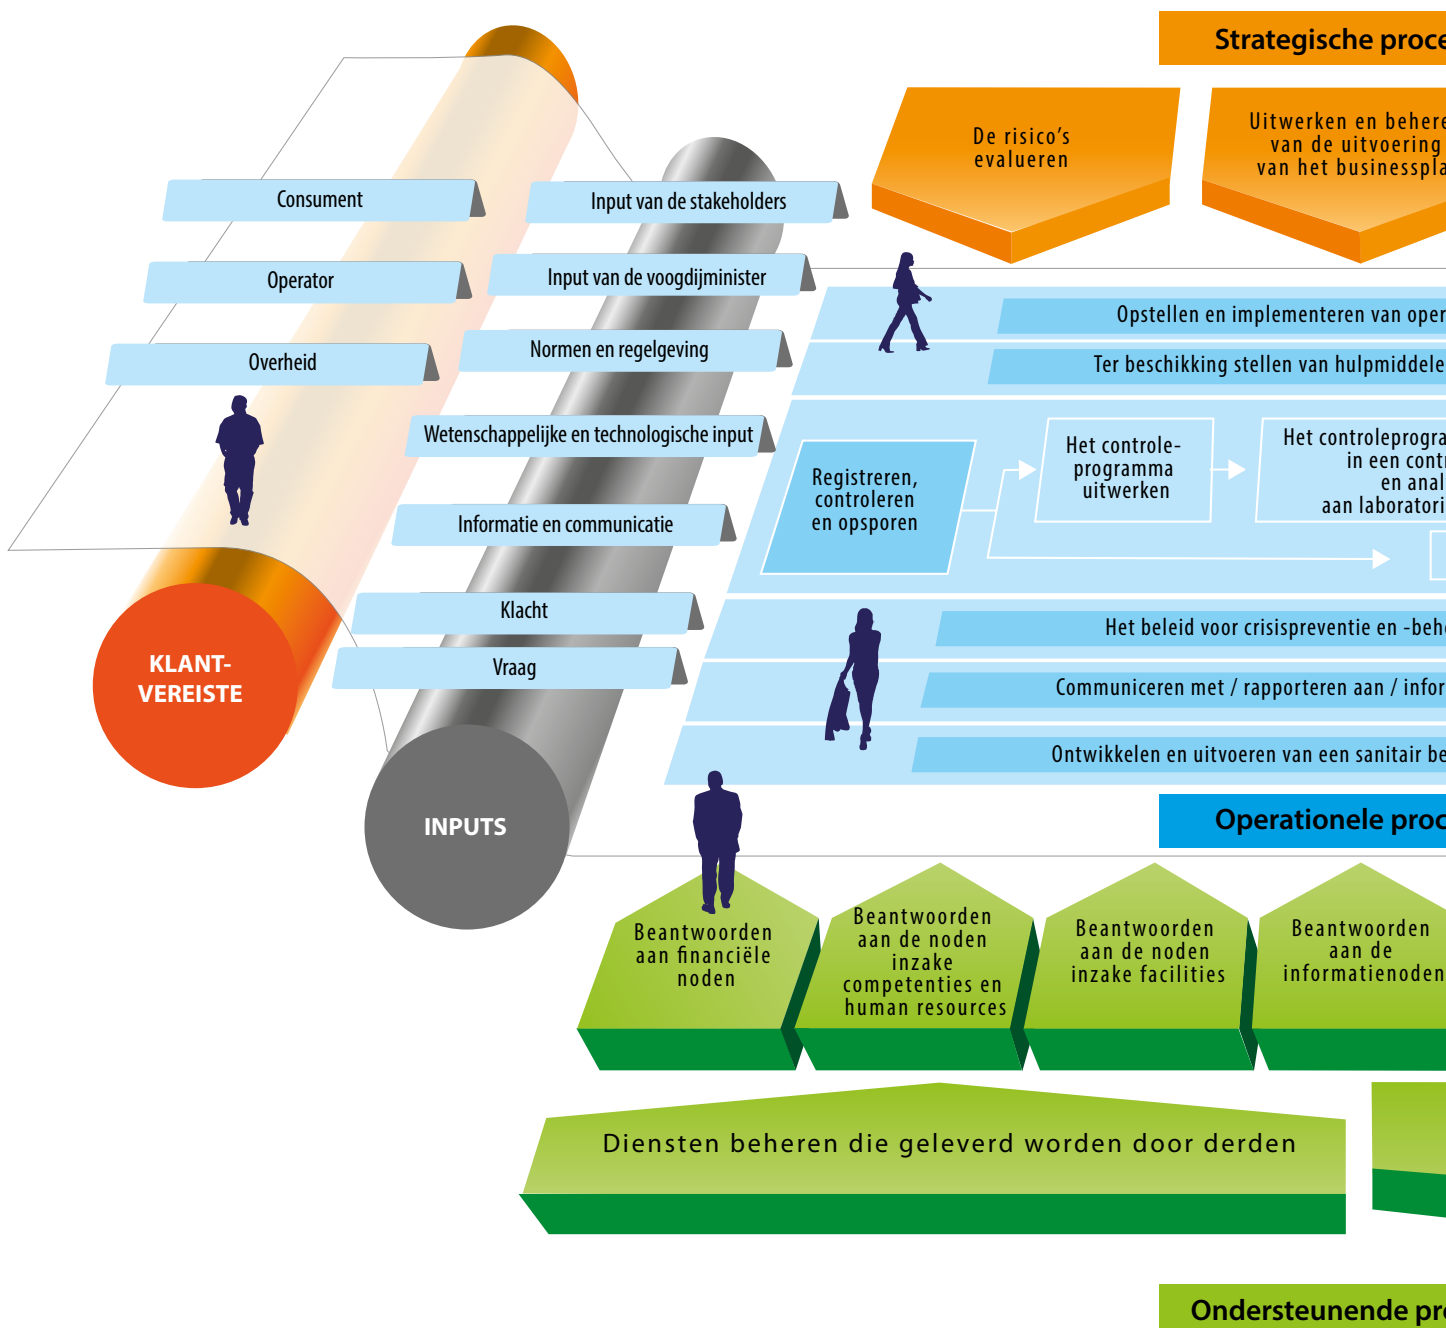 Strategische proce
De risico's
evalueren
Uitwerken en behere
van de uitvoering
van het businesspla
Consument
Operator
Overheid
KLANT-
VEREISTE
Input van de stakeholders
Input van de voogdijminister
Normen en regelgeving
Wetenschappelijke en technologische input
Informatie en communicatie
Klacht
Vraag
INPUTS
Opstellen en implementeren van oper
Ter beschikking stellen van hulpmiddele
Registreren,
controleren
en opsporen
Het controle-
programma
uitwerken
Het controleprogra
in een cont
en anal
aan laboratori
Het beleid voor crisispreventie en -behe
Communiceren met / rapporteren aan / infor
Ontwikkelen en uitvoeren van een sanitair be
Operationele proc
Beantwoorden
aan financiële
noden
Beantwoorden
aan de noden
inzake
competenties en
human resources
Beantwoorden
aan de noden
inzake facilities
Beantwoorden
aan de
informatienoden
Diensten beheren die geleverd worden door derden
Ondersteunende pro